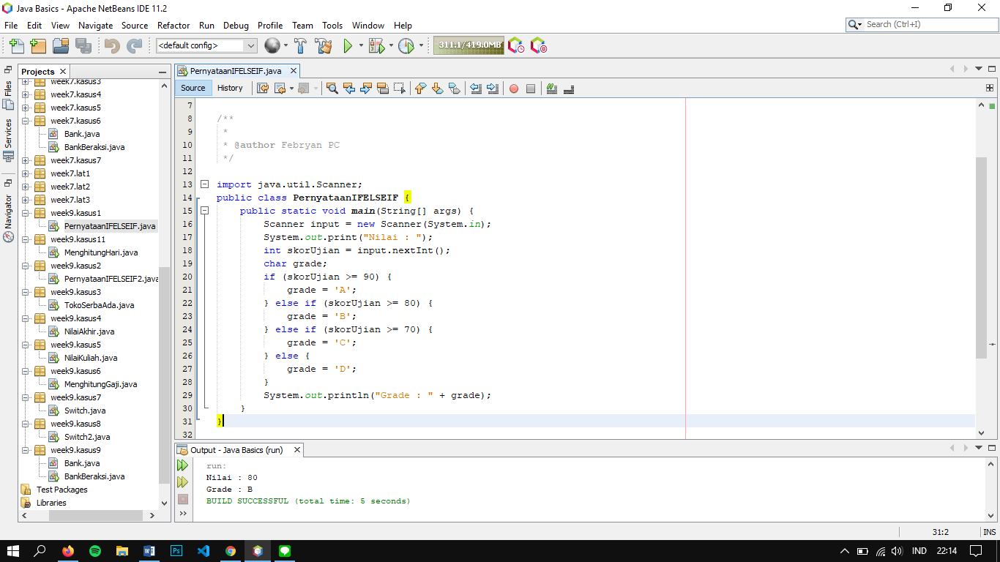 Java Basics - Apache NetBeans IDE 11.2
File Edit View Navigate Source Refactor Run Debug Profile Team Tools Window Help
Search (Ctrl+I)
<default config>
311.1/419.0MB
Files
Services
Navigator
Projects
week7.kasus3
week7.kasus4
week7.kasus5
week7.kasus6
Bank.java
BankBeraksi.java
week7.kasus7
week7.lat1
week7.lat2
week7.lat3
week9.kasus1
PernyataanIFELSEIF.java
week9.kasus11
MenghitungHari.java
week9.kasus2
PernyataanIFELSEIF2.java
week9.kasus3
TokoSerbaAda.java
week9.kasus4
NilaiAkhir.java
week9.kasus5
NilaiKuliah.java
week9.kasus6
MenghitungGaji.java
week9.kasus7
Switch.java
week9.kasus8
Switch2.java
week9.kasus9
Bank.java
BankBeraksi.java
Test Packages
Libraries
PernyataanIFELSEIF.java
Source History
7
8 /**
9 *
10 * @author Febryan PC
11 */
12
13 import java.util.Scanner;
14 public class PernyataanIFELSEIF {
15 public static void main(String[] args) {
16 Scanner input = new Scanner(System.in);
17 System.out.print("Nilai : ");
18 int skorUjian = input.nextInt();
19 char grade;
20 if (skorUjian >= 90) {
21 grade = 'A';
22 } else if (skorUjian >= 80) {
23 grade = 'B';
24 } else if (skorUjian >= 70) {
25 grade = 'C';
26 } else {
27 grade = 'D';
28 }
29 System.out.println("Grade : " + grade);
30 }
31 }
32
Output - Java Basics (run)
run:
Nilai : 80
Grade : B
BUILD SUCCESSFUL (total time: 5 seconds)
31:2 INS
IND 22:14